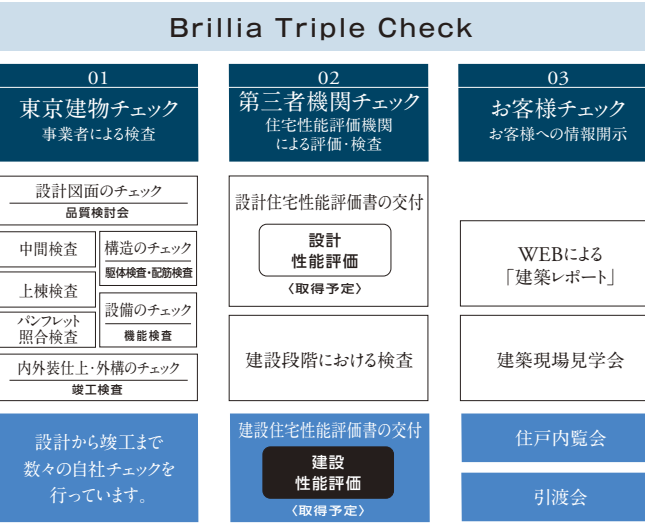 Brillia Triple Check
01
東京建物チェック
事業者による検査
設計図面のチェック
品質検討会
中間検査
上棟検査
パンフレット
照合検査
構造のチェック
躯体検査・配筋検査
設備のチェック
機能検査
内外装仕上・外構のチェック
竣工検査
設計から竣工まで
数々の自社チェックを
行っています。
02
第三者機関チェック
住宅性能評価機関
による評価・検査
設計住宅性能評価書の交付
設計
性能評価
〈取得予定〉
建設段階における検査
建設住宅性能評価書の交付
建設
性能評価
〈取得予定〉
03
お客様チェック
お客様への情報開示
WEBによる
「建築レポート」
建築現場見学会
住戸内覧会
引渡会